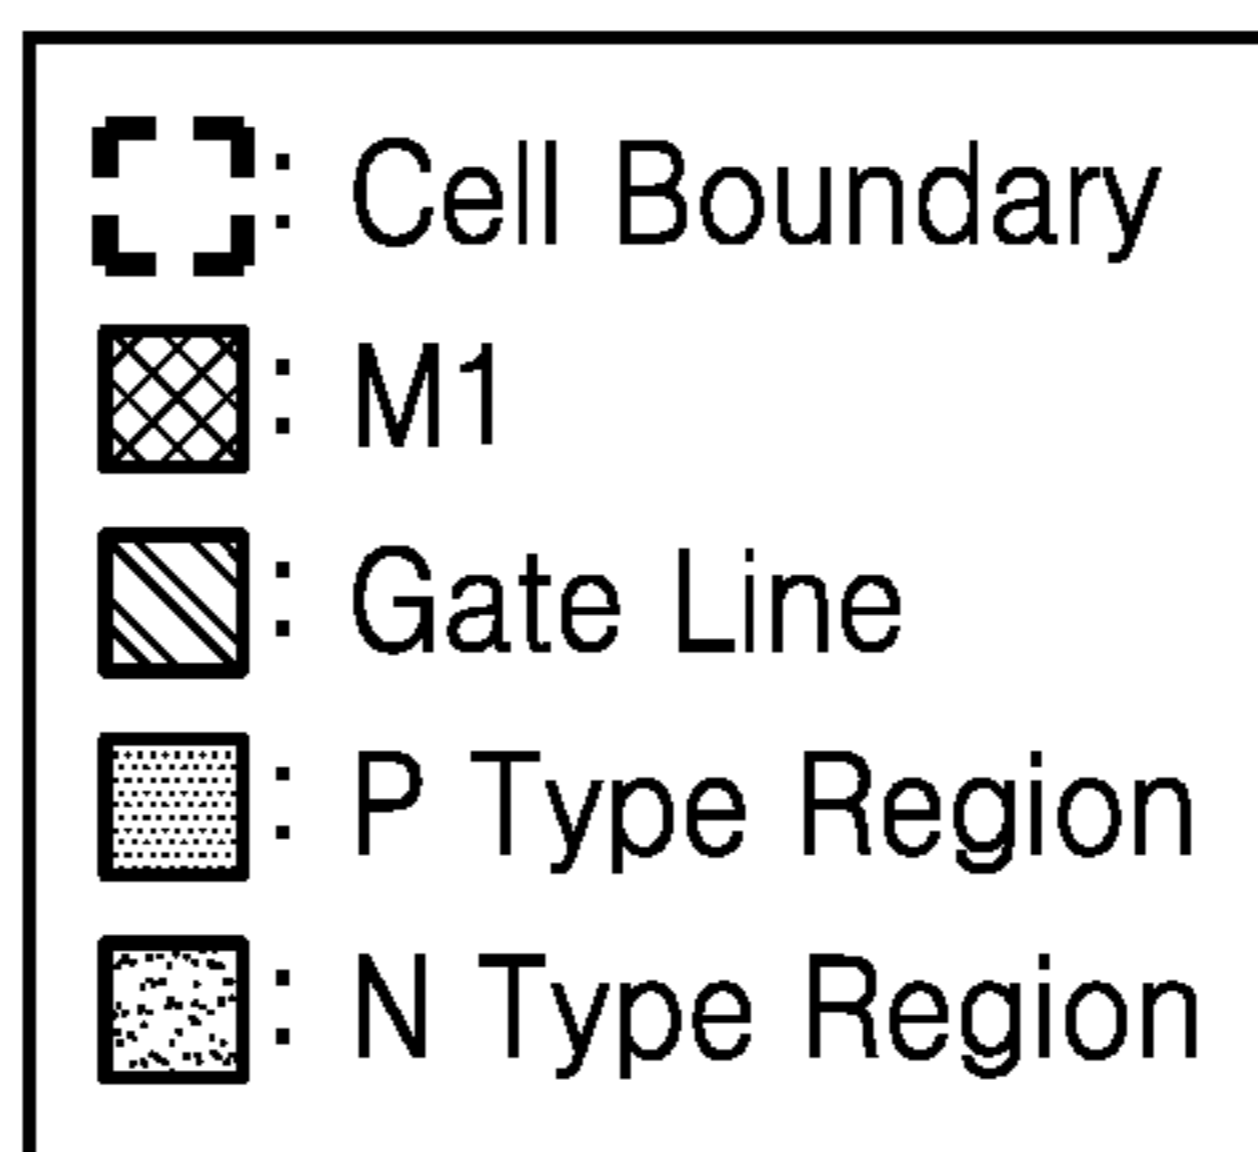 : Cell Boundary
: M1
: Gate Line
: P Type Region
: N Type Region